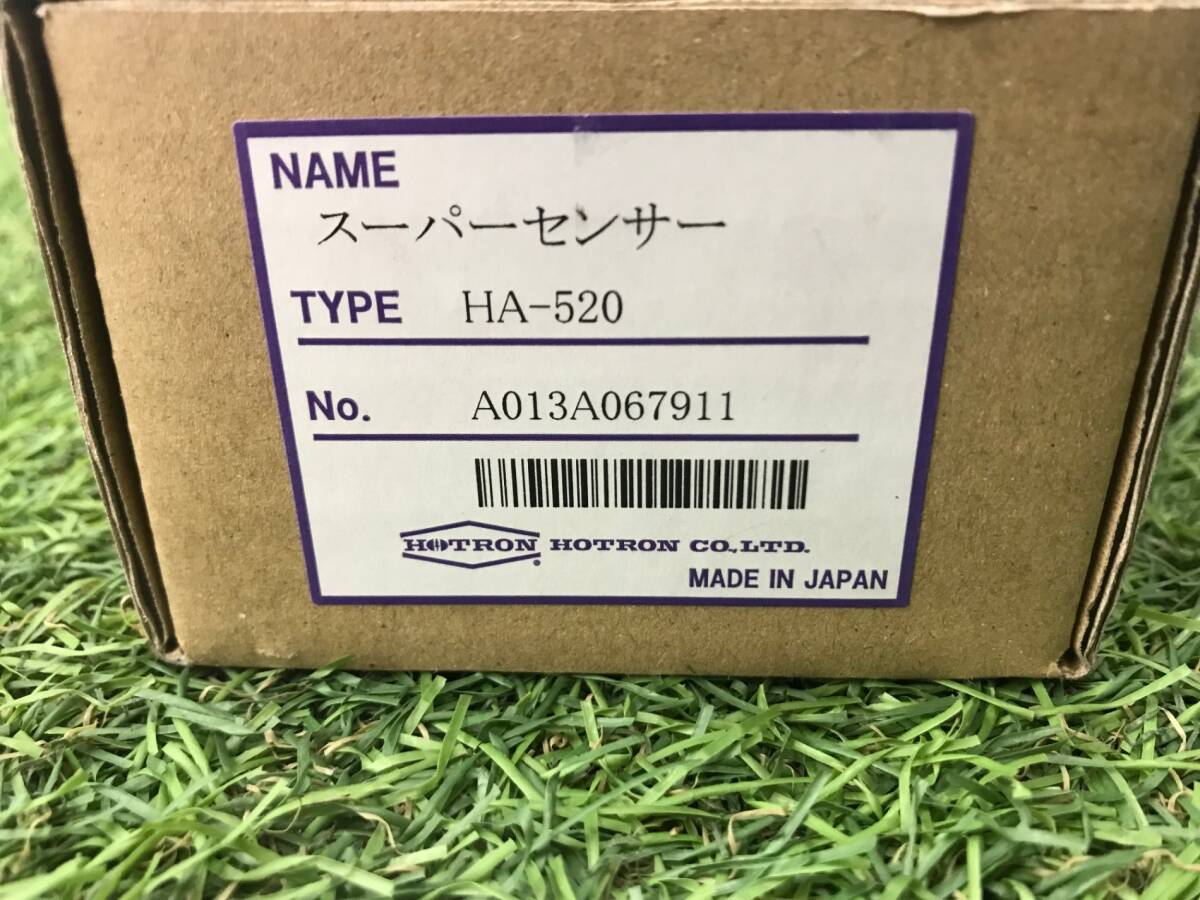 NAME
スーパーセンサー
TYPE HA-520
No. A013A067911
HOTRON HOTRON CO.,LTD.
MADE IN JAPAN